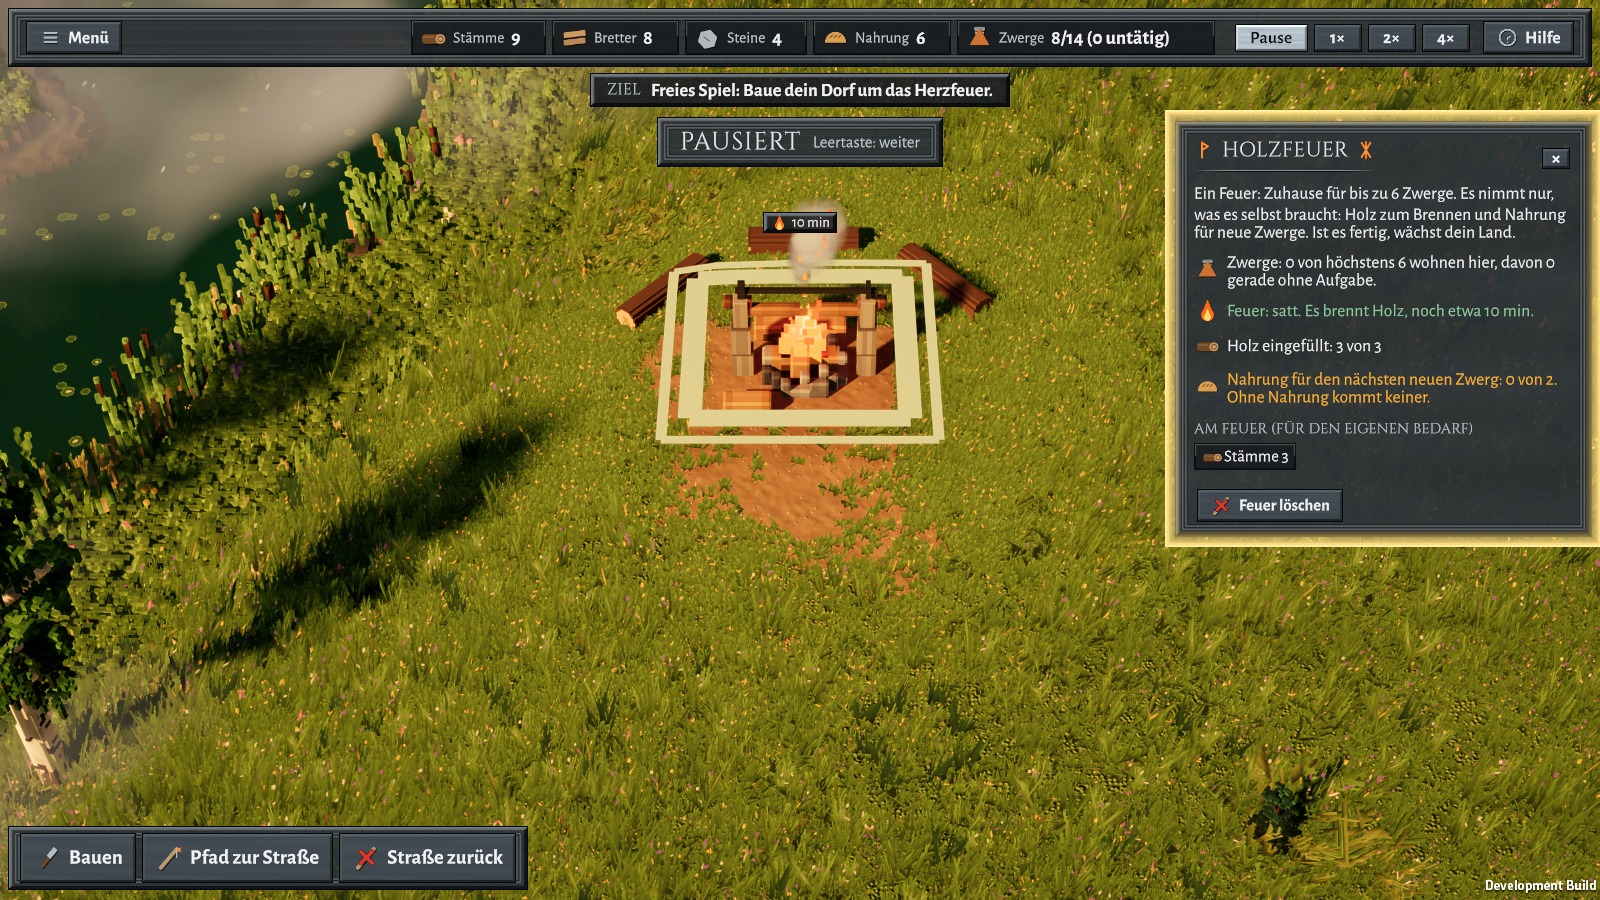 Menü
Stämme 9
Bretter 8
Steine 4
Nahrung 6
Zwerge 8/14 (0 untätig)
Pause
1×
2×
4×
Hilfe
ZIEL Freies Spiel: Baue dein Dorf um das Herzfeuer.
PAUSIERT Leertaste: weiter
10 min
HOLZFEUER
×
Ein Feuer: Zuhause für bis zu 6 Zwerge. Es nimmt nur,
was es selbst braucht: Holz zum Brennen und Nahrung
für neue Zwerge. Ist es fertig, wächst dein Land.
Zwerge: 0 von höchstens 6 wohnen hier, davon 0
gerade ohne Aufgabe.
Feuer: satt. Es brennt Holz, noch etwa 10 min.
Holz eingefüllt: 3 von 3
Nahrung für den nächsten neuen Zwerg: 0 von 2.
Ohne Nahrung kommt keiner.
AM FEUER (FÜR DEN EIGENEN BEDARF)
Stämme 3
Feuer löschen
Bauen
Pfad zur Straße
Straße zurück
Development Build